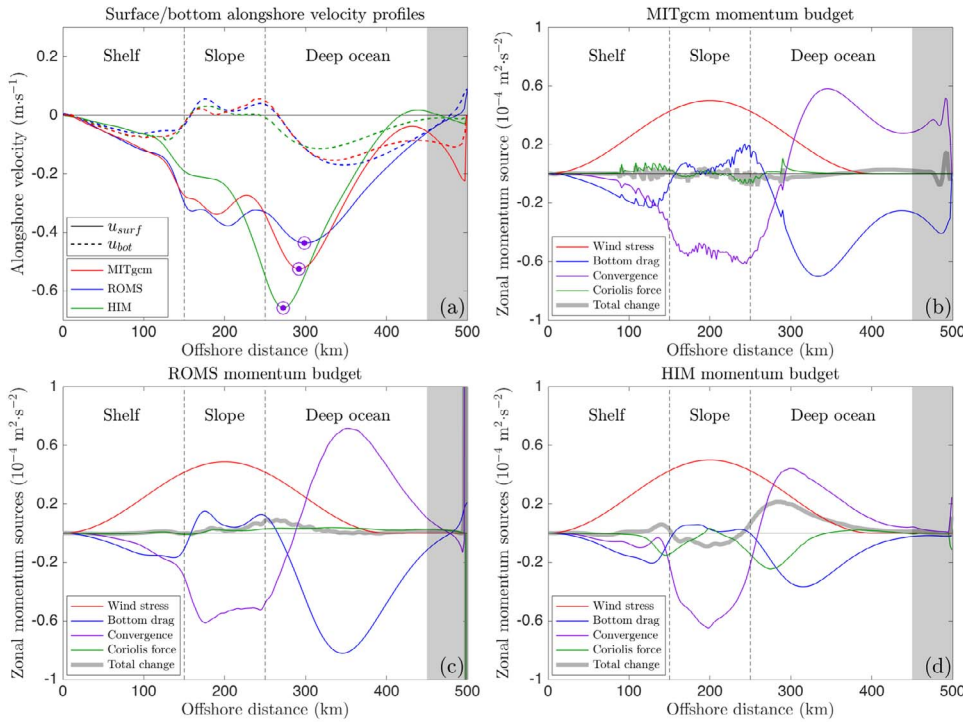 Surface/bottom alongshore velocity profiles
Alongshore velocity (m·s⁻¹)
0.2
0
-0.2
-0.4
-0.6
Shelf
Slope
Deep ocean
u_surf
u_bot
MITgcm
ROMS
HIM
(a)
0
100
200
300
400
500
Offshore distance (km)
MITgcm momentum budget
Zonal momentum source (10⁻⁴ m²·s⁻²)
1
0.6
0.2
-0.2
-0.6
-1
Shelf
Slope
Deep ocean
Wind stress
Bottom drag
Convergence
Coriolis force
Total change
(b)
0
100
200
300
400
500
Offshore distance (km)
ROMS momentum budget
Zonal momentum sources (10⁻⁴ m²·s⁻²)
1
0.6
0.2
-0.2
-0.6
-1
Shelf
Slope
Deep ocean
Wind stress
Bottom drag
Convergence
Coriolis force
Total change
(c)
0
100
200
300
400
500
Offshore distance (km)
HIM momentum budget
Zonal momentum sources (10⁻⁴ m²·s⁻²)
1
0.6
0.2
-0.2
-0.6
-1
Shelf
Slope
Deep ocean
Wind stress
Bottom drag
Convergence
Coriolis force
Total change
(d)
0
100
200
300
400
500
Offshore distance (km)